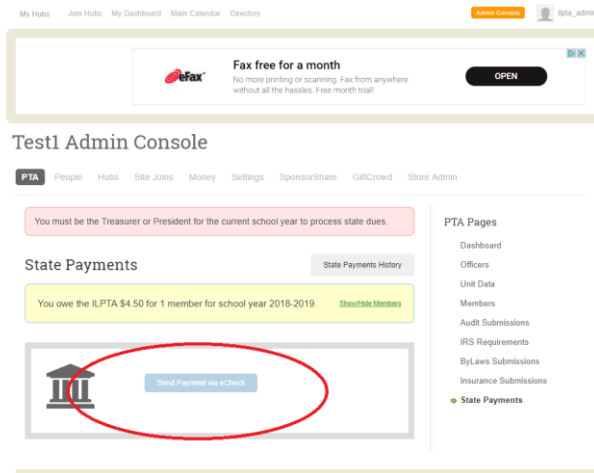 My Hubs Join Hubs My Dashboard Main Calendar Directory
Admin Console
eFax
Fax free for a month
No more printing or scanning. Fax from anywhere
without all the hassles. Free month trial!
OPEN
Test1 Admin Console
PTA People Hubs Site Joins Money Settings SponsorShare GiftCrowd Store Admin
You must be the Treasurer or President for the current school year to process state dues.
State Payments
State Payments History
You owe the ILPTA $4.50 for 1 member for school year 2018-2019.
Show/Hide Members
Send Payment via eCheck
PTA Pages
Dashboard
Officers
Unit Data
Members
Audit Submissions
IRS Requirements
ByLaws Submissions
Insurance Submissions
State Payments